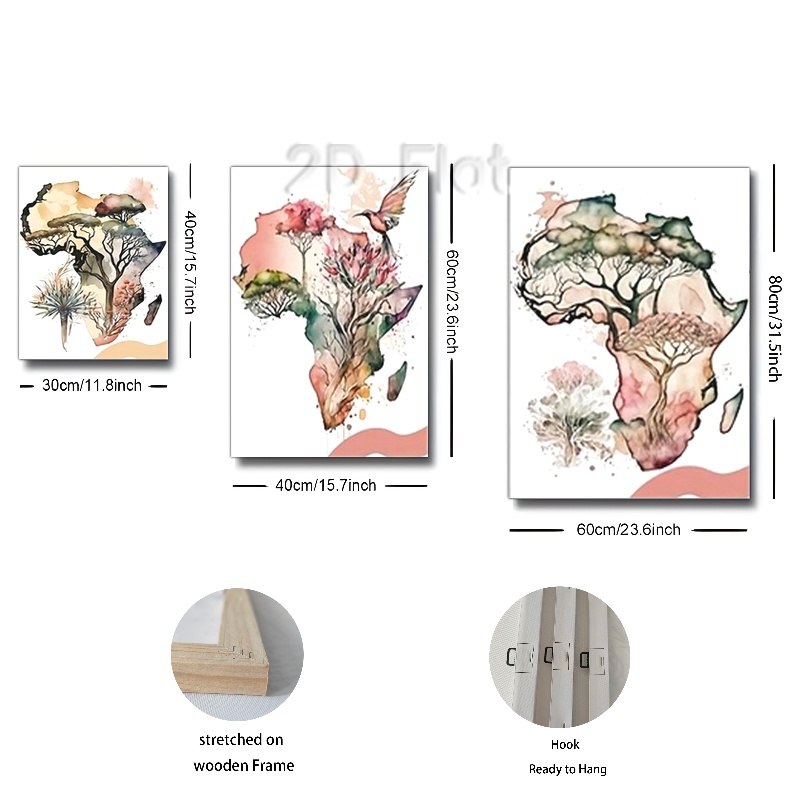 2D Flat
40cm/15.7inch
30cm/11.8inch
60cm/23.6inch
40cm/15.7inch
80cm/31.5inch
60cm/23.6inch
stretched on
wooden Frame
Hook
Ready to Hang